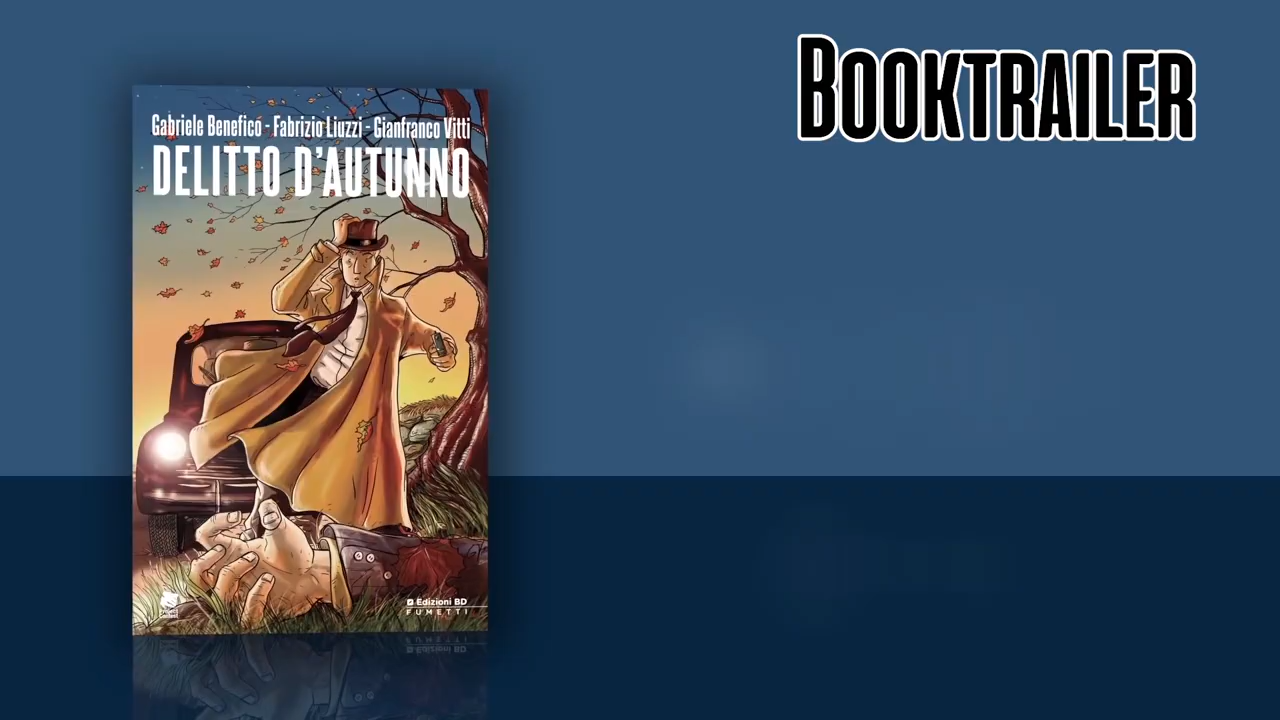 BOOKTRAILER
Gabriele Benefico - Fabrizio Liuzzi - Gianfranco Vitti
DELITTO D'AUTUNNO
Edizioni BD
FUMETTI